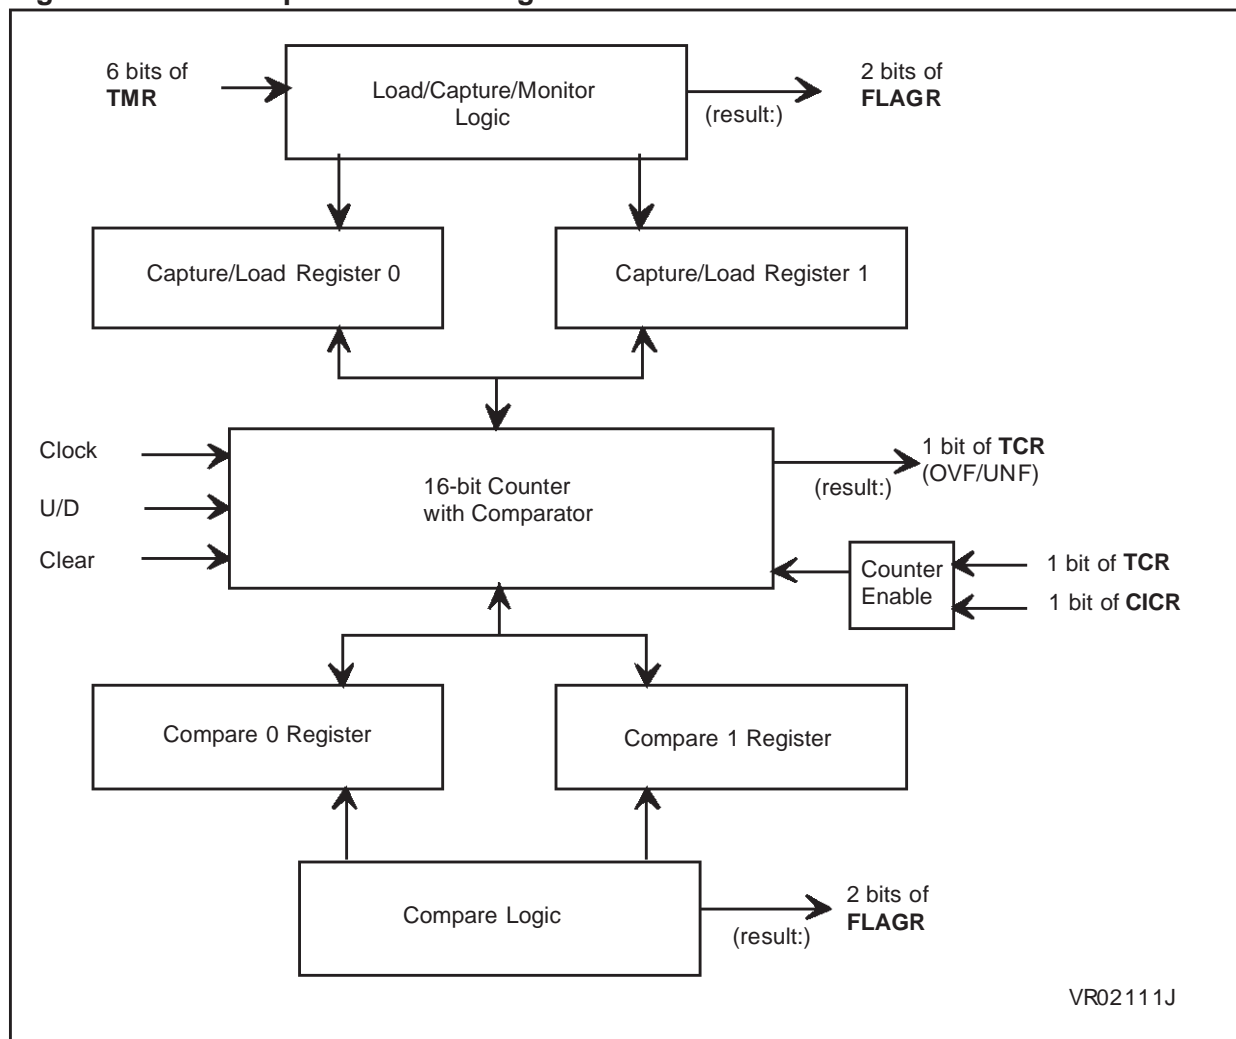 6 bits of
TMR
Load/Capture/Monitor
Logic
(result:)
2 bits of
FLAGR
Capture/Load Register 0
Capture/Load Register 1
Clock
U/D
Clear
16-bit Counter
with Comparator
(result:)
1 bit of TCR
(OVF/UNF)
Counter
Enable
1 bit of TCR
1 bit of CICR
Compare 0 Register
Compare 1 Register
Compare Logic
(result:)
2 bits of
FLAGR
VR02111J